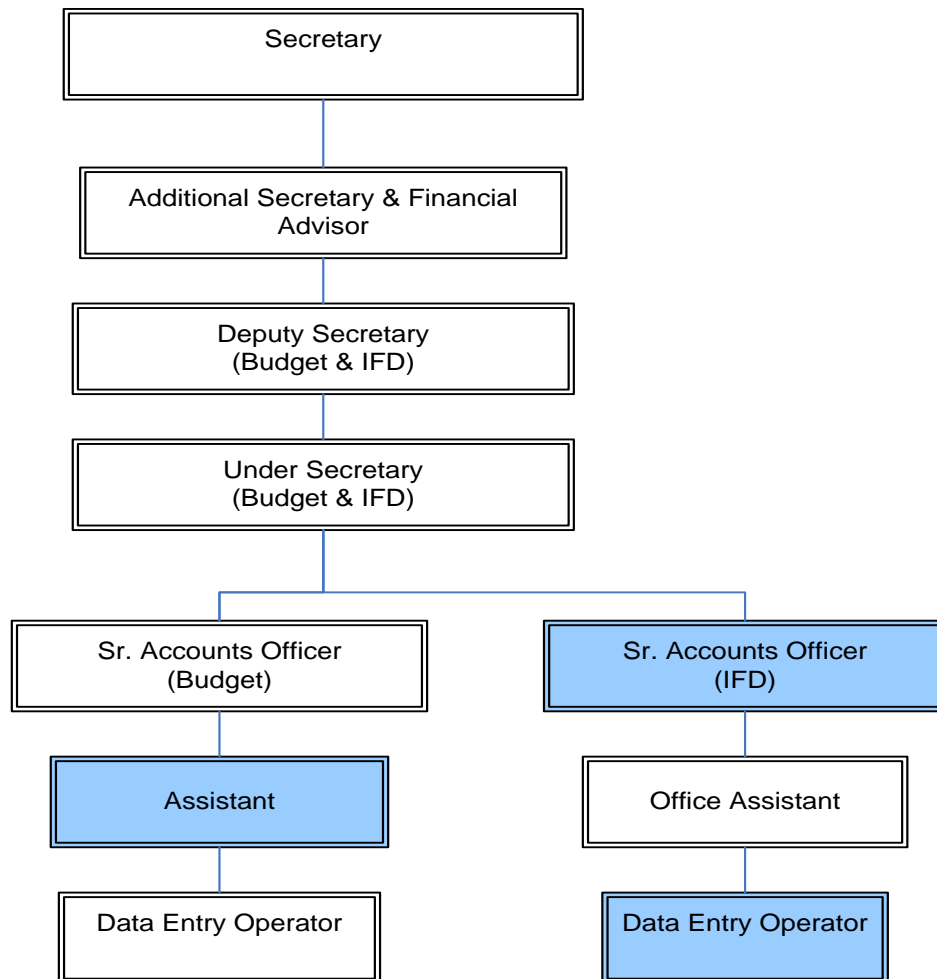 Secretary
Additional Secretary & Financial
Advisor
Deputy Secretary
(Budget & IFD)
Under Secretary
(Budget & IFD)
Sr. Accounts Officer
(Budget)
Sr. Accounts Officer
(IFD)
Assistant
Office Assistant
Data Entry Operator
Data Entry Operator